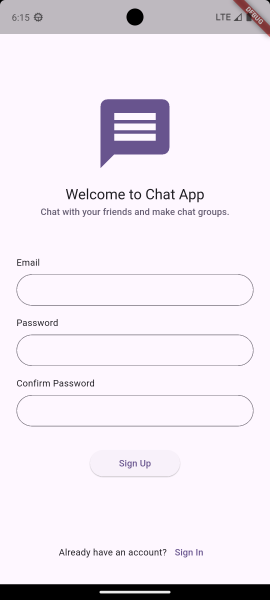 6:15
LTE
DEBUG
Welcome to Chat App
Chat with your friends and make chat groups.
Email
Password
Confirm Password
Sign Up
Already have an account? Sign In